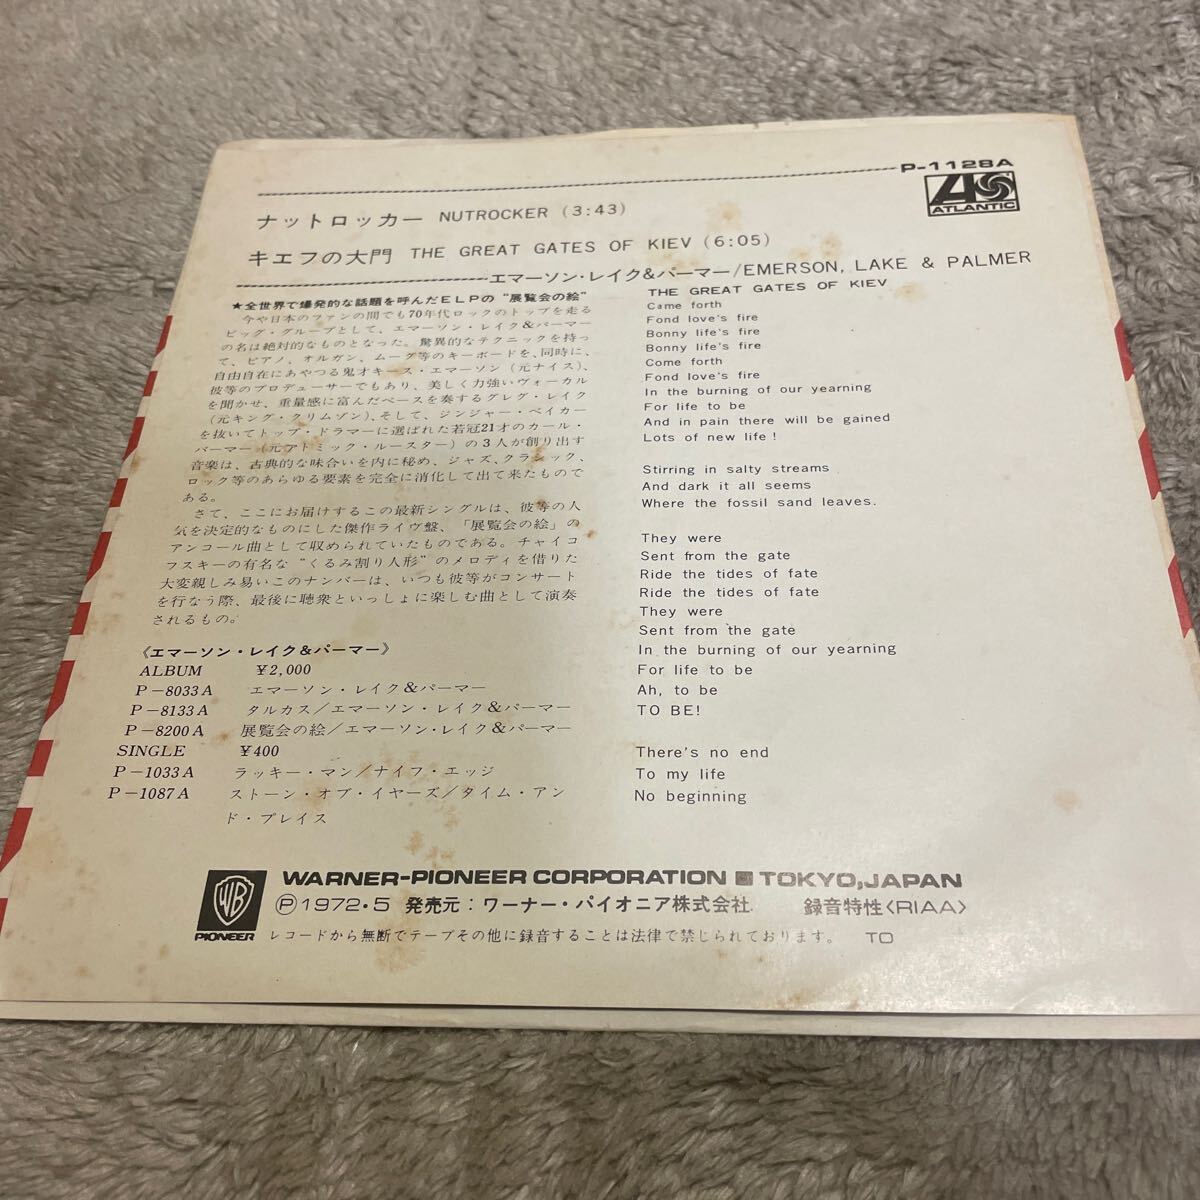 P-1128A
ATLANTIC
ナットロッカー NUTROCKER (3:43)
キエフの大門 THE GREAT GATES OF KIEV (6:05)
エマーソン・レイク&パーマー/EMERSON, LAKE & PALMER
★全世界で爆発的な話題を呼んだELPの"展覧会の絵"
今や日本のファンの間でも70年代ロックのトップを走る
ビッグ・グループとして、エマーソン・レイク&パーマー
の名は絶対的なものとなった。驚異的なテクニックを持っ
て、ピアノ、オルガン、ムーグ等のキーボードを、同時に、
自由自在にあやつる鬼才キース・エマーソン(元ナイス)、
彼等のプロデューサーでもあり、美しく力強いヴォーカル
を聞かせ、重量感に富んだベースを奏するグレグ・レイク
(元キング・クリムゾン)、そして、ジンジャー・ベイカー
を抜いてトップ・ドラマーに選ばれた若冠21才のカール・
パーマー(元アトミック・ルースター)の3人が創り出す
音楽は、古典的な味合いを内に秘め、ジャズ、クラシック、
ロック等のあらゆる要素を完全に消化して出て来たもので
ある。
さて、ここにお届けするこの最新シングルは、彼等の人
気を決定的なものにした傑作ライヴ盤、「展覧会の絵」の
アンコール曲として収められていたものである。チャイコ
フスキーの有名な"くるみ割り人形"のメロディを借りた
大変親しみ易いこのナンバーは、いつも彼等がコンサート
を行なう際、最後に聴衆といっしょに楽しむ曲として演奏
されるもの。
《エマーソン・レイク&パーマー》
ALBUM ¥2,000
P-8033A エマーソン・レイク&パーマー
P-8133A タルカス/エマーソン・レイク&パーマー
P-8200A 展覧会の絵/エマーソン・レイク&パーマー
SINGLE ¥400
P-1033A ラッキー・マン/ナイフ・エッジ
P-1087A ストーン・オブ・イヤーズ/タイム・アン
ド・プレイス
THE GREAT GATES OF KIEV
Came forth
Fond love's fire
Bonny life's fire
Bonny life's fire
Come forth
Fond love's fire
In the burning of our yearning
For life to be
And in pain there will be gained
Lots of new life !
Stirring in salty streams
And dark it all seems
Where the fossil sand leaves.
They were
Sent from the gate
Ride the tides of fate
Ride the tides of fate
They were
Sent from the gate
In the burning of our yearning
For life to be
Ah, to be
TO BE!
There's no end
To my life
No beginning
WB
PIONEER
WARNER-PIONEER CORPORATION ■ TOKYO, JAPAN
Ⓟ1972・5 発売元：ワーナー・パイオニア株式会社. 録音特性〈RIAA〉
レコードから無断でテープその他に録音することは法律で禁じられております。 TO